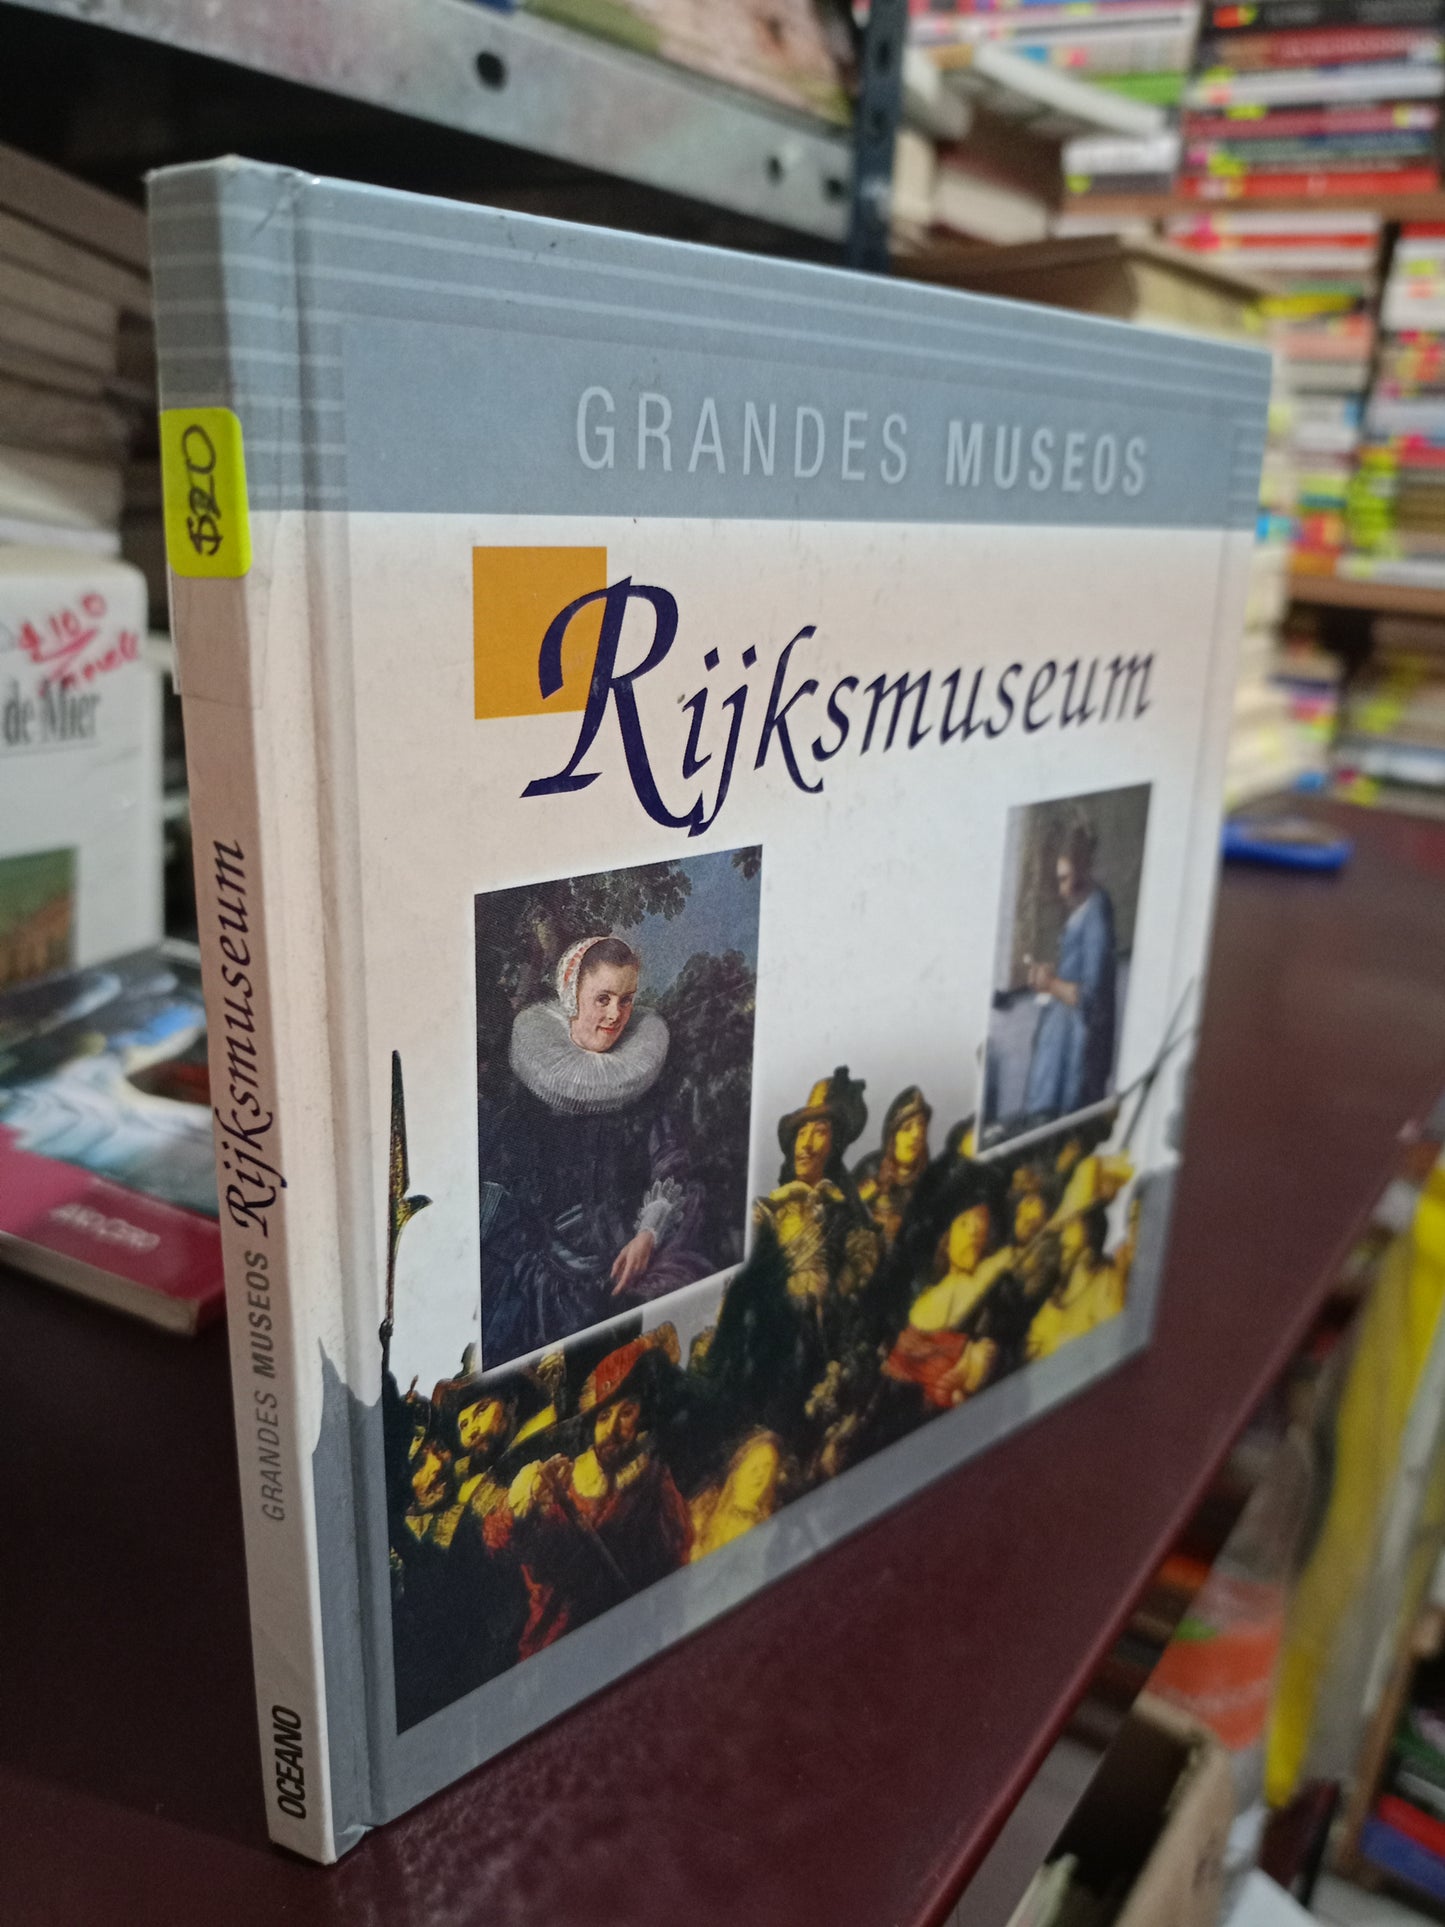 GRANDES MUSEOS
Rijksmuseum
$20
GRANDES MUSEOS Rijksmuseum
OCEANO
de Mier